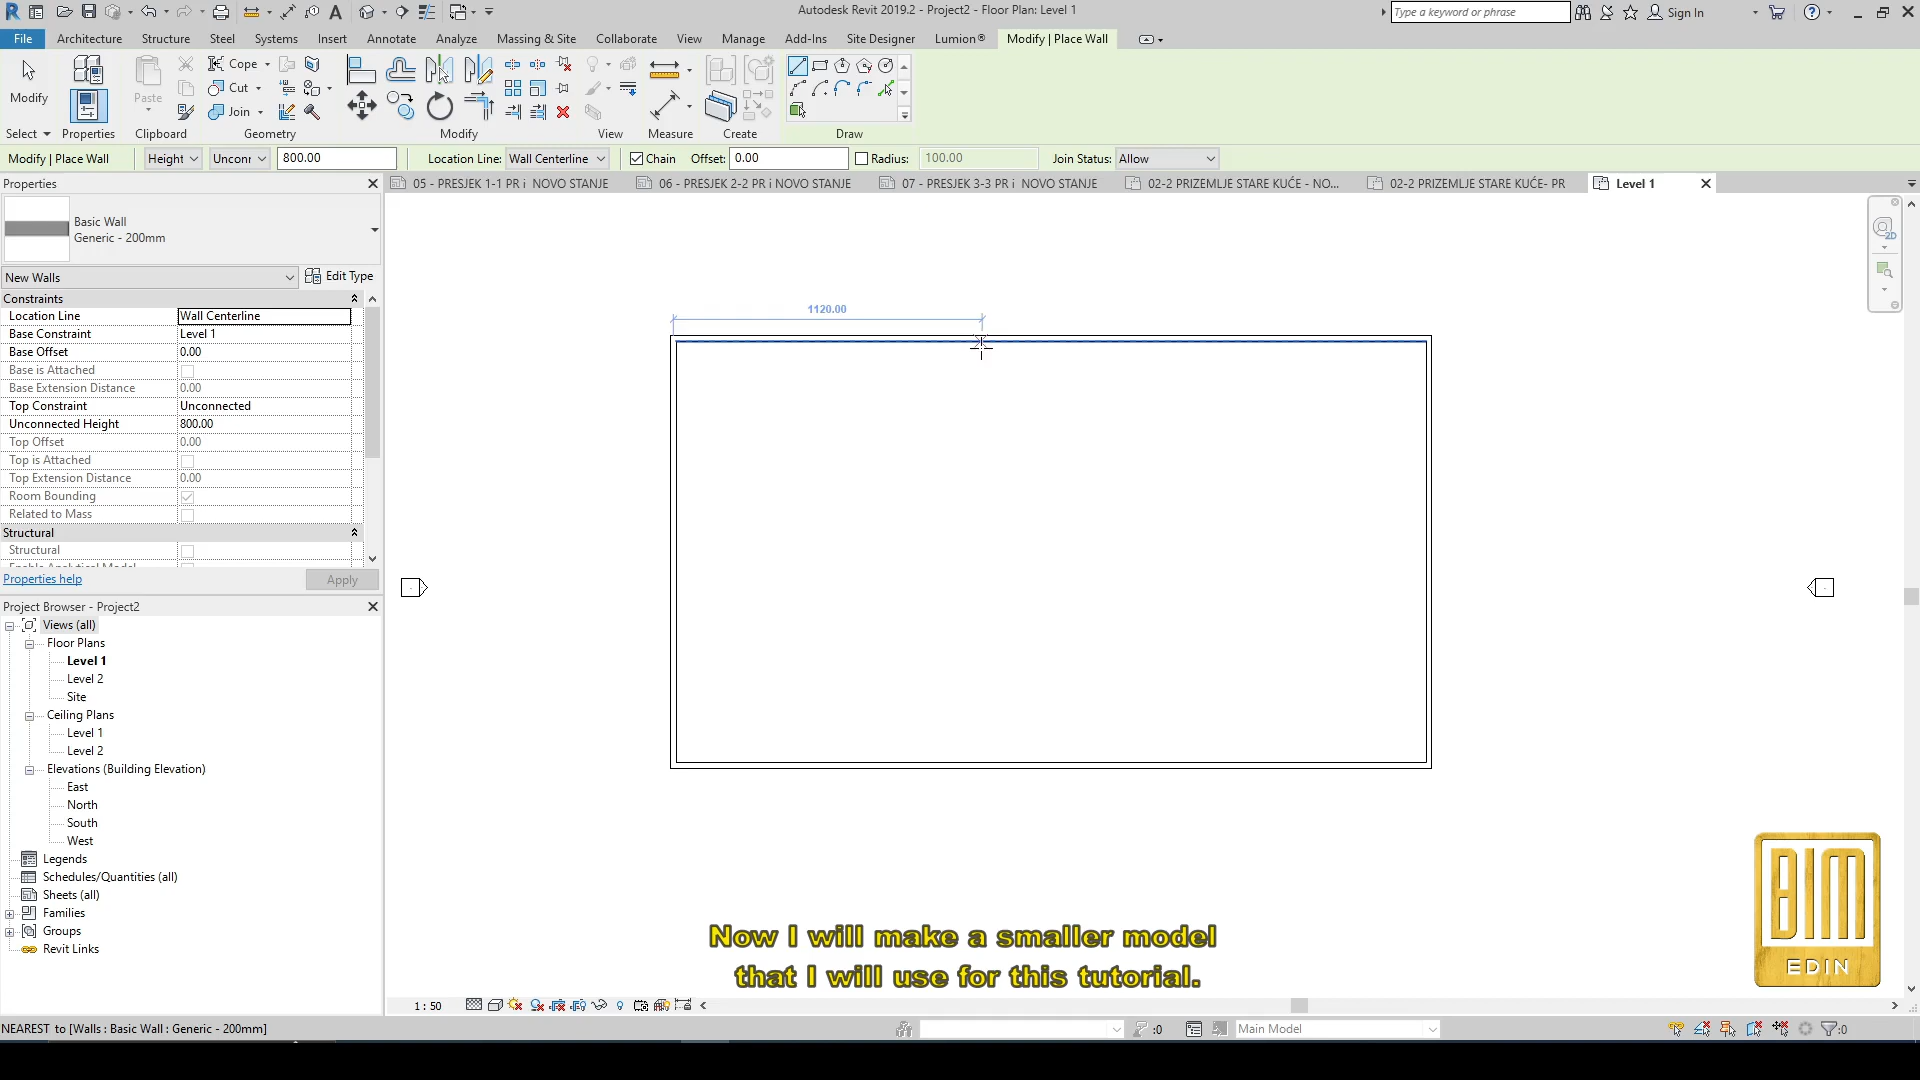 Autodesk Revit 2019.2 - Project2 - Floor Plan: Level 1
Type a keyword or phrase
Sign In
File Architecture Structure Steel Systems Insert Annotate Analyze Massing & Site Collaborate View Manage Add-Ins Site Designer Lumion® Modify | Place Wall
Modify
Paste
Cope
Cut
Join
Select Properties Clipboard Geometry Modify View Measure Create Draw
Modify | Place Wall Height Unconr 800.00 Location Line: Wall Centerline Chain Offset: 0.00 Radius: 100.00 Join Status: Allow
Properties
05 - PRESJEK 1-1 PR i NOVO STANJE 06 - PRESJEK 2-2 PR i NOVO STANJE 07 - PRESJEK 3-3 PR i NOVO STANJE 02-2 PRIZEMLJE STARE KUĆE - NO... 02-2 PRIZEMLJE STARE KUĆE- PR Level 1
Basic Wall
Generic - 200mm
New Walls Edit Type
Constraints
Location Line Wall Centerline
Base Constraint Level 1
Base Offset 0.00
Base is Attached
Base Extension Distance 0.00
Top Constraint Unconnected
Unconnected Height 800.00
Top Offset 0.00
Top is Attached
Top Extension Distance 0.00
Room Bounding
Related to Mass
Structural
Structural
Properties help Apply
Project Browser - Project2
Views (all)
Floor Plans
Level 1
Level 2
Site
Ceiling Plans
Level 1
Level 2
Elevations (Building Elevation)
East
North
South
West
Legends
Schedules/Quantities (all)
Sheets (all)
Families
Groups
Revit Links
1120.00
2D
Now I will make a smaller model
that I will use for this tutorial.
BIM
EDIN
1 : 50
NEAREST to [Walls : Basic Wall : Generic - 200mm]
:0
Main Model
:0